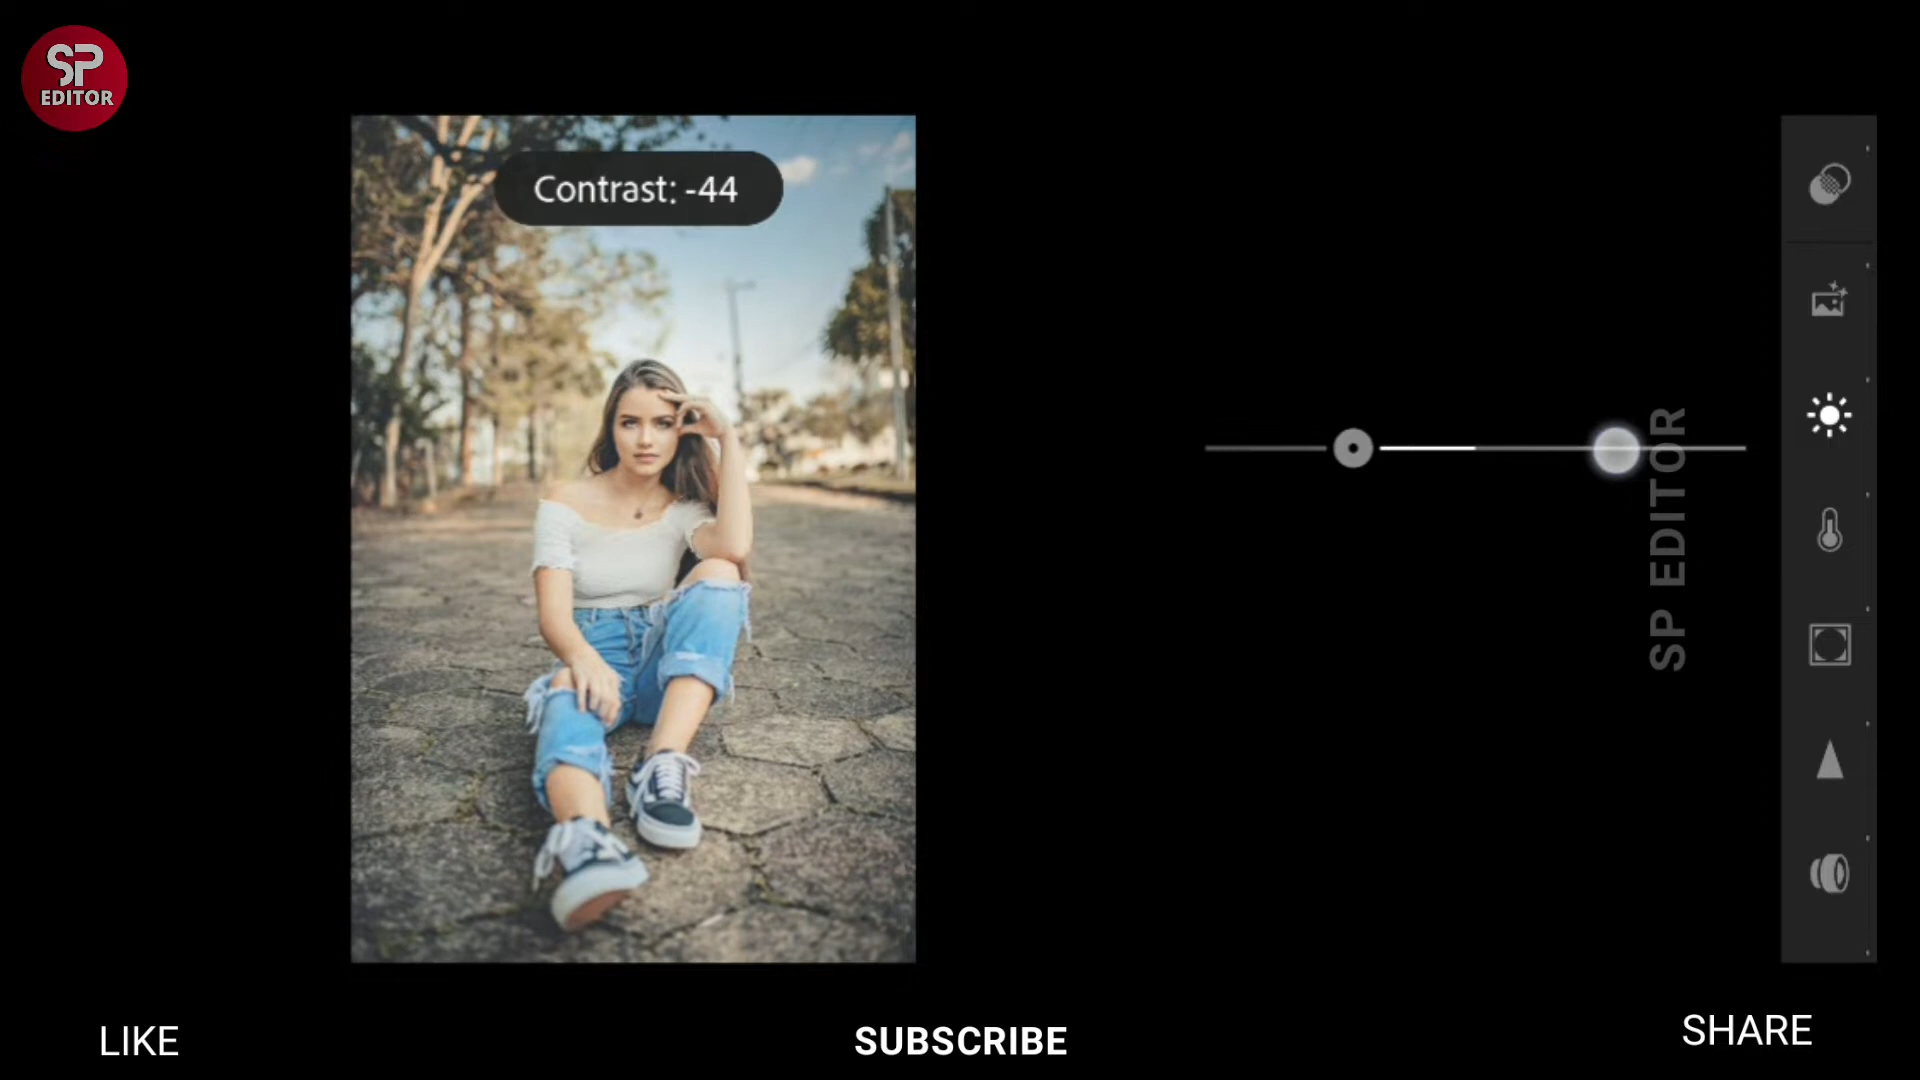 SP
EDITOR
Contrast: -44
SP EDITOR
LIKE
SUBSCRIBE
SHARE